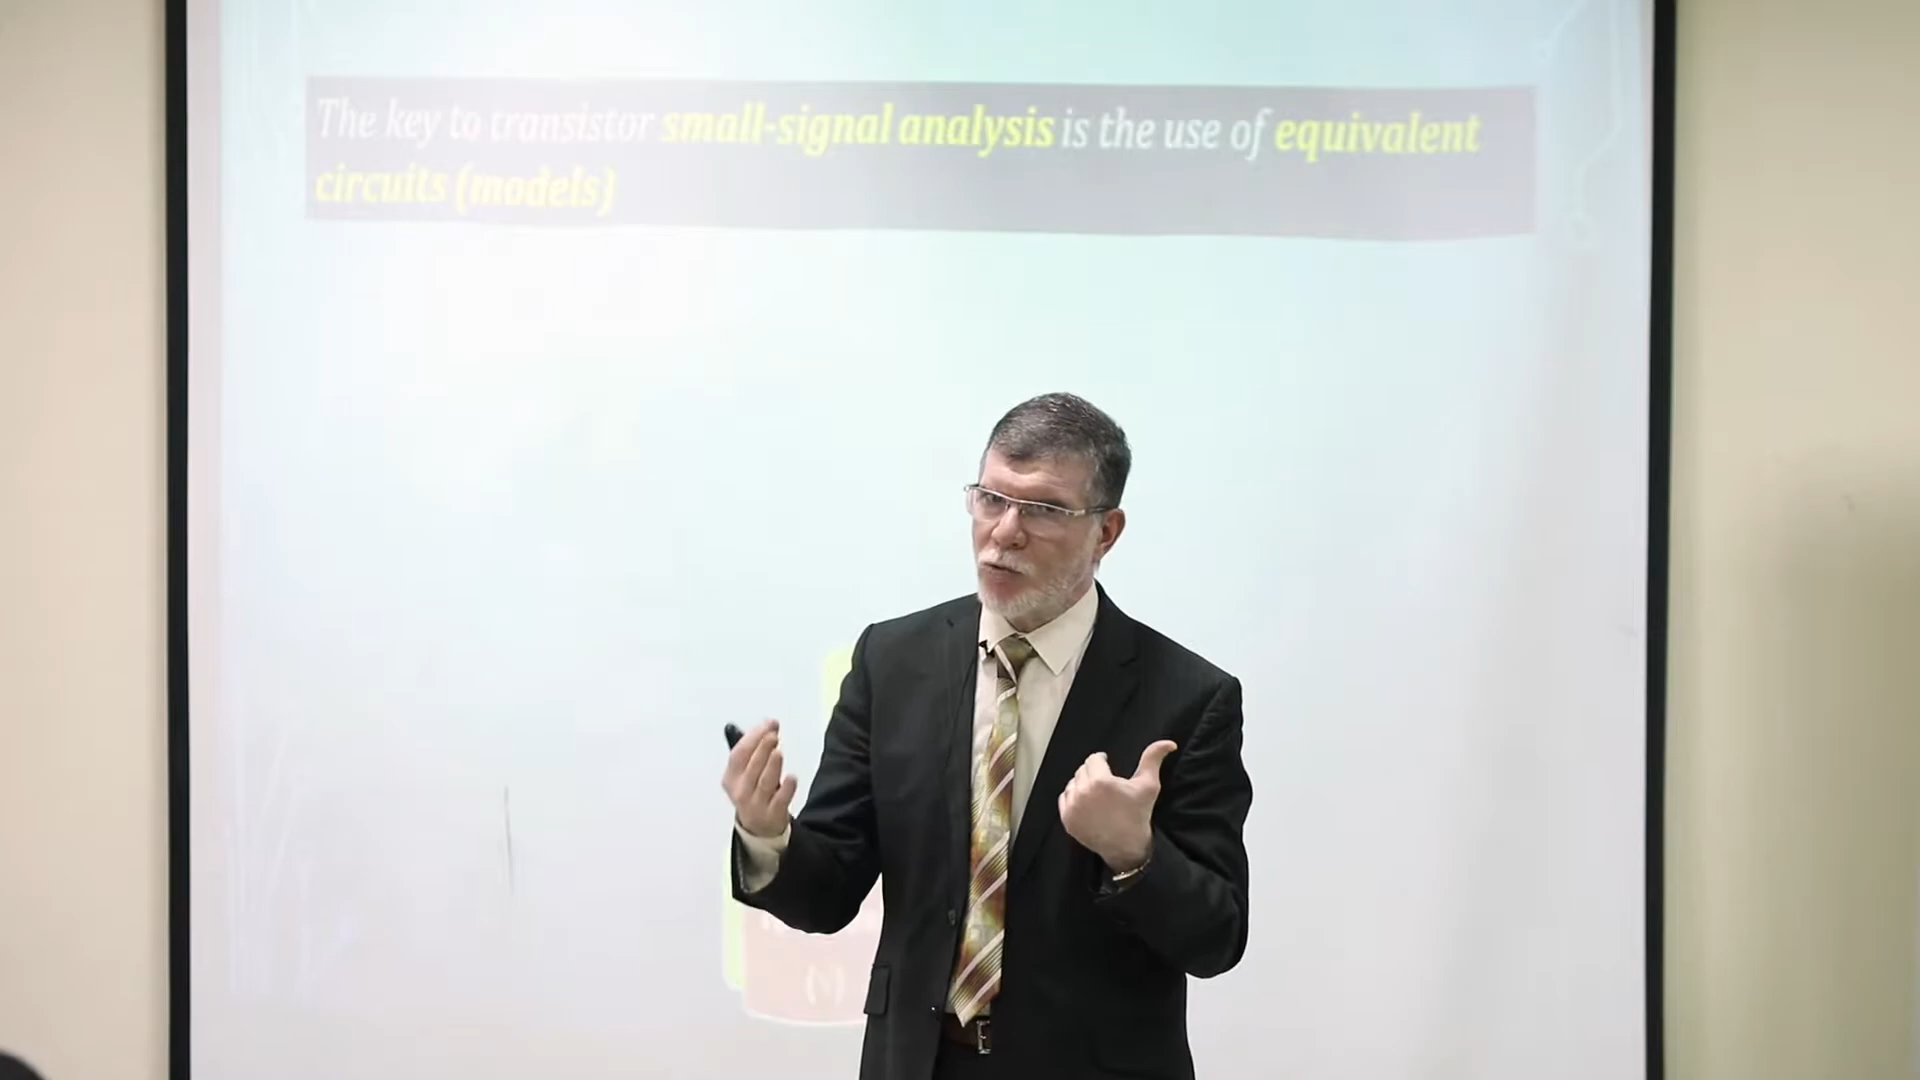 The key to transistor small-signal analysis is the use of equivalent
circuits (models)